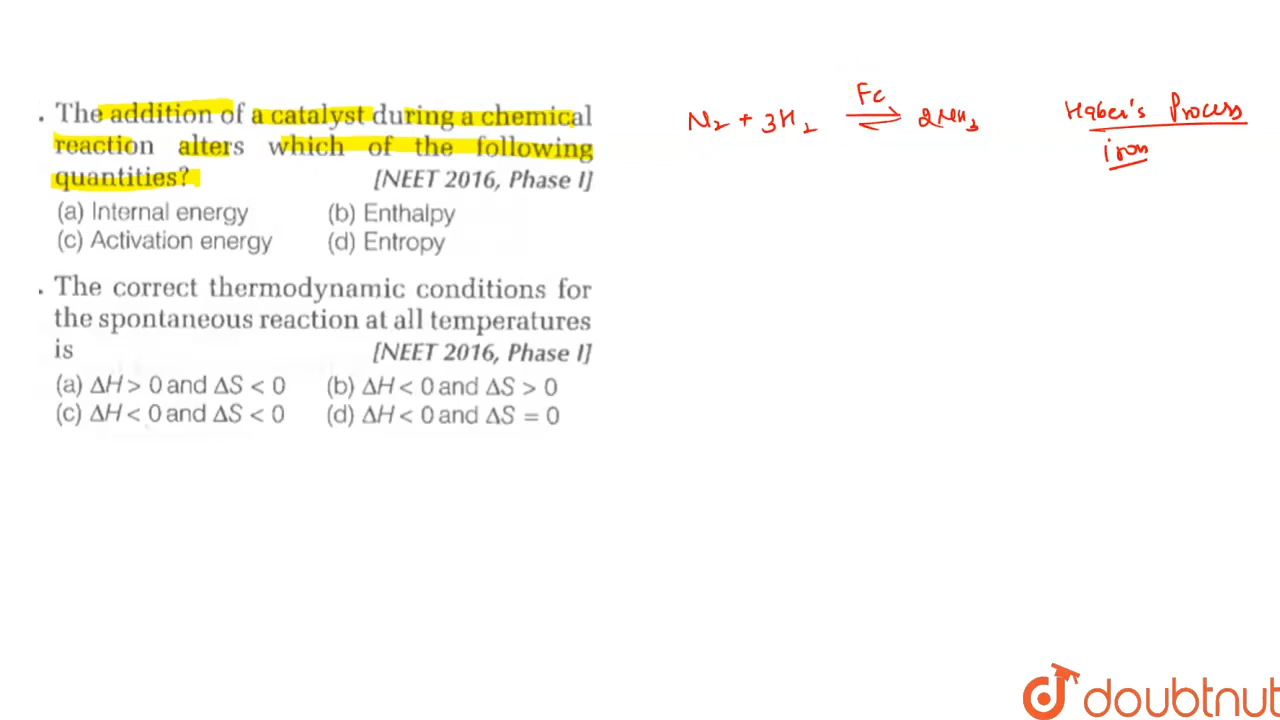 . The addition of a catalyst during a chemical
reaction alters which of the following
quantities? [NEET 2016, Phase I]
(a) Internal energy (b) Enthalpy
(c) Activation energy (d) Entropy
. The correct thermodynamic conditions for
the spontaneous reaction at all temperatures
is [NEET 2016, Phase I]
(a) ΔH > 0 and ΔS < 0 (b) ΔH < 0 and ΔS > 0
(c) ΔH < 0 and ΔS < 0 (d) ΔH < 0 and ΔS = 0
Fe
N₂ + 3H₂ ⇌ 2NH₃
Haber's Process
iron
doubtnut